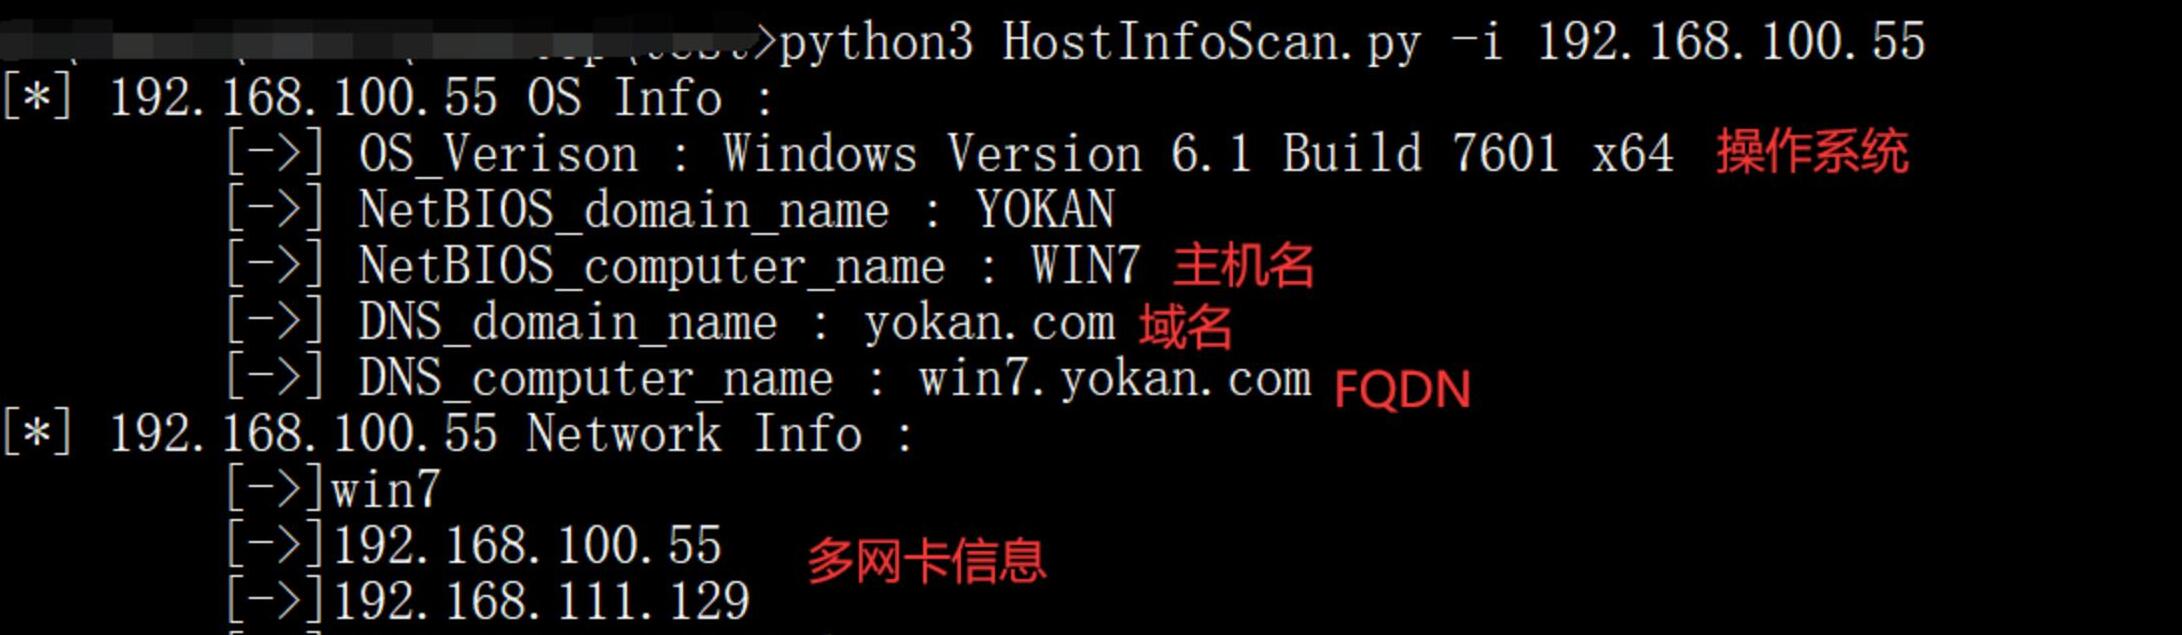 >python3 HostInfoScan.py -i 192.168.100.55
[*] 192.168.100.55 OS Info :
[->] OS_Verison : Windows Version 6.1 Build 7601 x64 操作系统
[->] NetBIOS_domain_name : YOKAN
[->] NetBIOS_computer_name : WIN7 主机名
[->] DNS_domain_name : yokan.com 域名
[->] DNS_computer_name : win7.yokan.com FQDN
[*] 192.168.100.55 Network Info :
[->]win7
[->]192.168.100.55 多网卡信息
[->]192.168.111.129